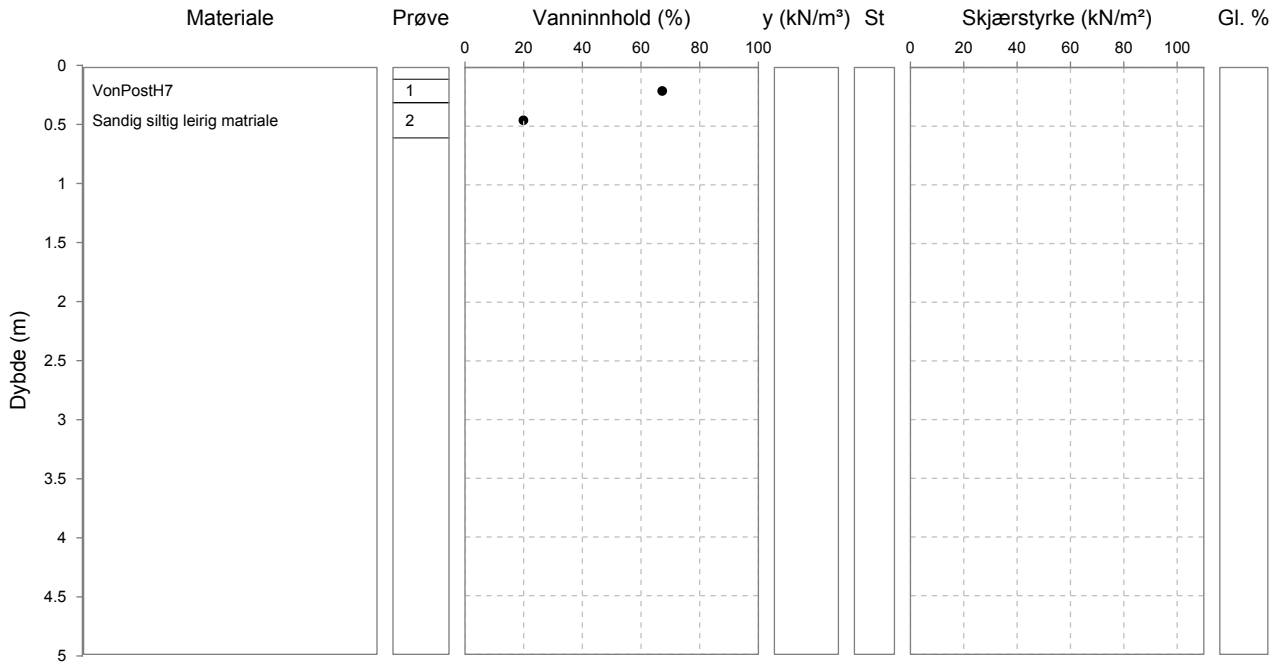 Materiale Prøve Vanninnhold (%) y (kN/m³) St Skjærstyrke (kN/m²) Gl. %
0 20 40 60 80 100 0 20 40 60 80 100
0
VonPostH7 1
0.5 Sandig siltig leirig matriale 2
1
1.5
2
2.5
Dybde (m)
3
3.5
4
4.5
5